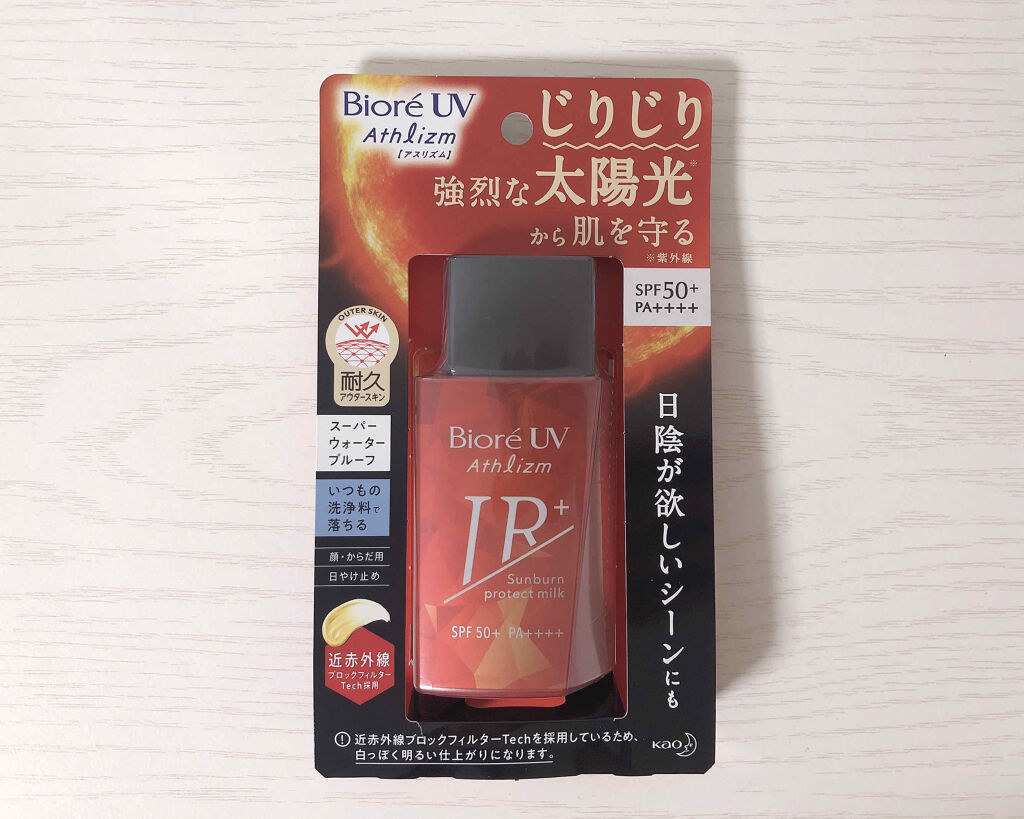 Bioré UV
Athlizm
【アスリズム】
じりじり
強烈な太陽光※
から肌を守る
※紫外線
SPF50+
PA++++
OUTER SKIN
耐久
アウタースキン
スーパー
ウォーター
プルーフ
いつもの
洗浄料で
落ちる
顔・からだ用
日やけ止め
近赤外線
ブロックフィルター
Tech採用
Bioré UV
Athlizm
IR+
Sunburn
protect milk
SPF 50+ PA++++
日陰が欲しいシーンにも
! 近赤外線ブロックフィルターTechを採用しているため、
白っぽく明るい仕上がりになります。
Kao